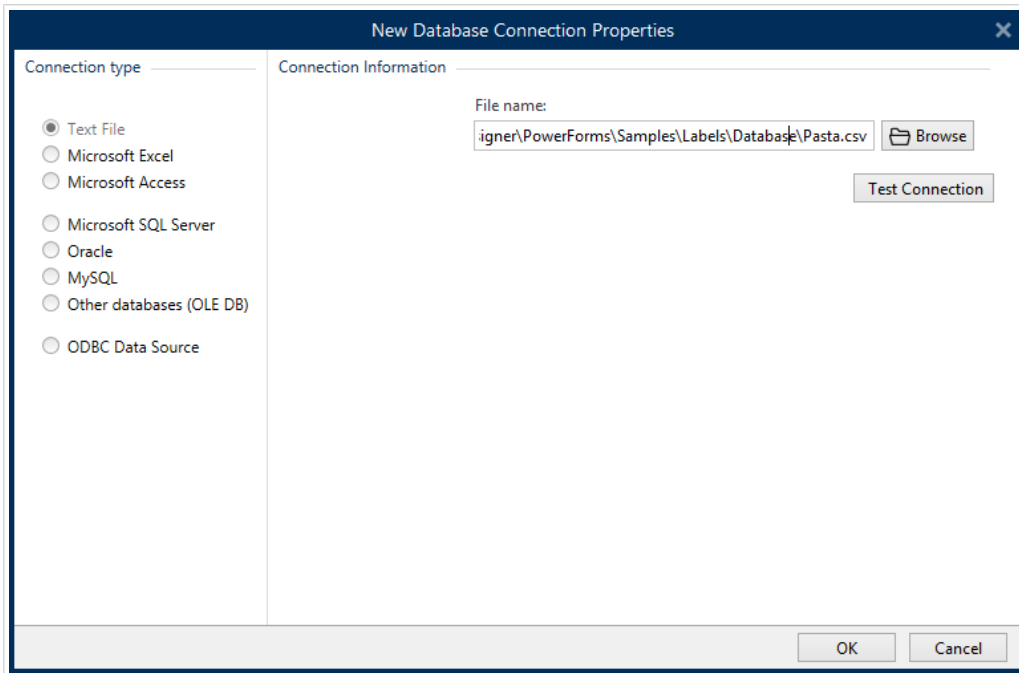 New Database Connection Properties
Connection type
Connection Information
Text File
Microsoft Excel
Microsoft Access
Microsoft SQL Server
Oracle
MySQL
Other databases (OLE DB)
ODBC Data Source
File name:
igner\PowerForms\Samples\Labels\Database\Pasta.csv
Browse
Test Connection
OK
Cancel